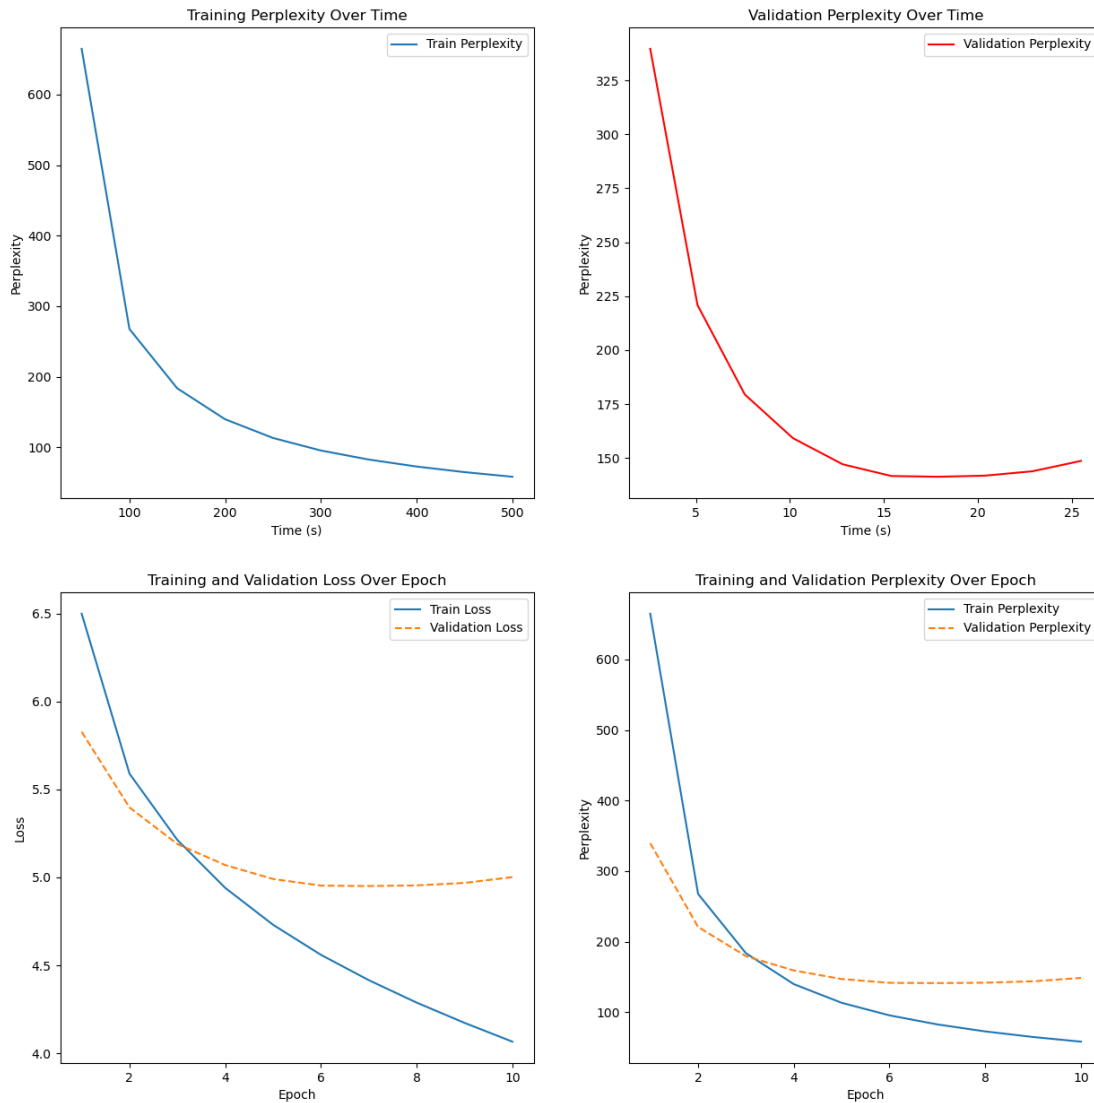 Training Perplexity Over Time
Train Perplexity
600
500
400
300
200
100
Perplexity
100 200 300 400 500
Time (s)
Validation Perplexity Over Time
Validation Perplexity
325
300
275
250
225
200
175
150
Perplexity
5 10 15 20 25
Time (s)
Training and Validation Loss Over Epoch
Train Loss
Validation Loss
6.5
6.0
5.5
5.0
4.5
4.0
Loss
2 4 6 8 10
Epoch
Training and Validation Perplexity Over Epoch
Train Perplexity
Validation Perplexity
600
500
400
300
200
100
Perplexity
2 4 6 8 10
Epoch